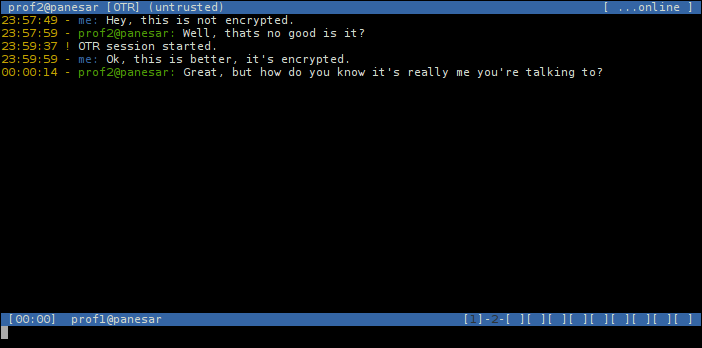 prof2@panesar [OTR] (untrusted) [ ...online ]
23:57:49 - me: Hey, this is not encrypted.
23:57:59 - prof2@panesar: Well, thats no good is it?
23:59:37 ! OTR session started.
23:59:59 - me: Ok, this is better, it's encrypted.
00:00:14 - prof2@panesar: Great, but how do you know it's really me you're talking to?
[00:00] prof1@panesar [1]-2-[ ][ ][ ][ ][ ][ ][ ][ ][ ]